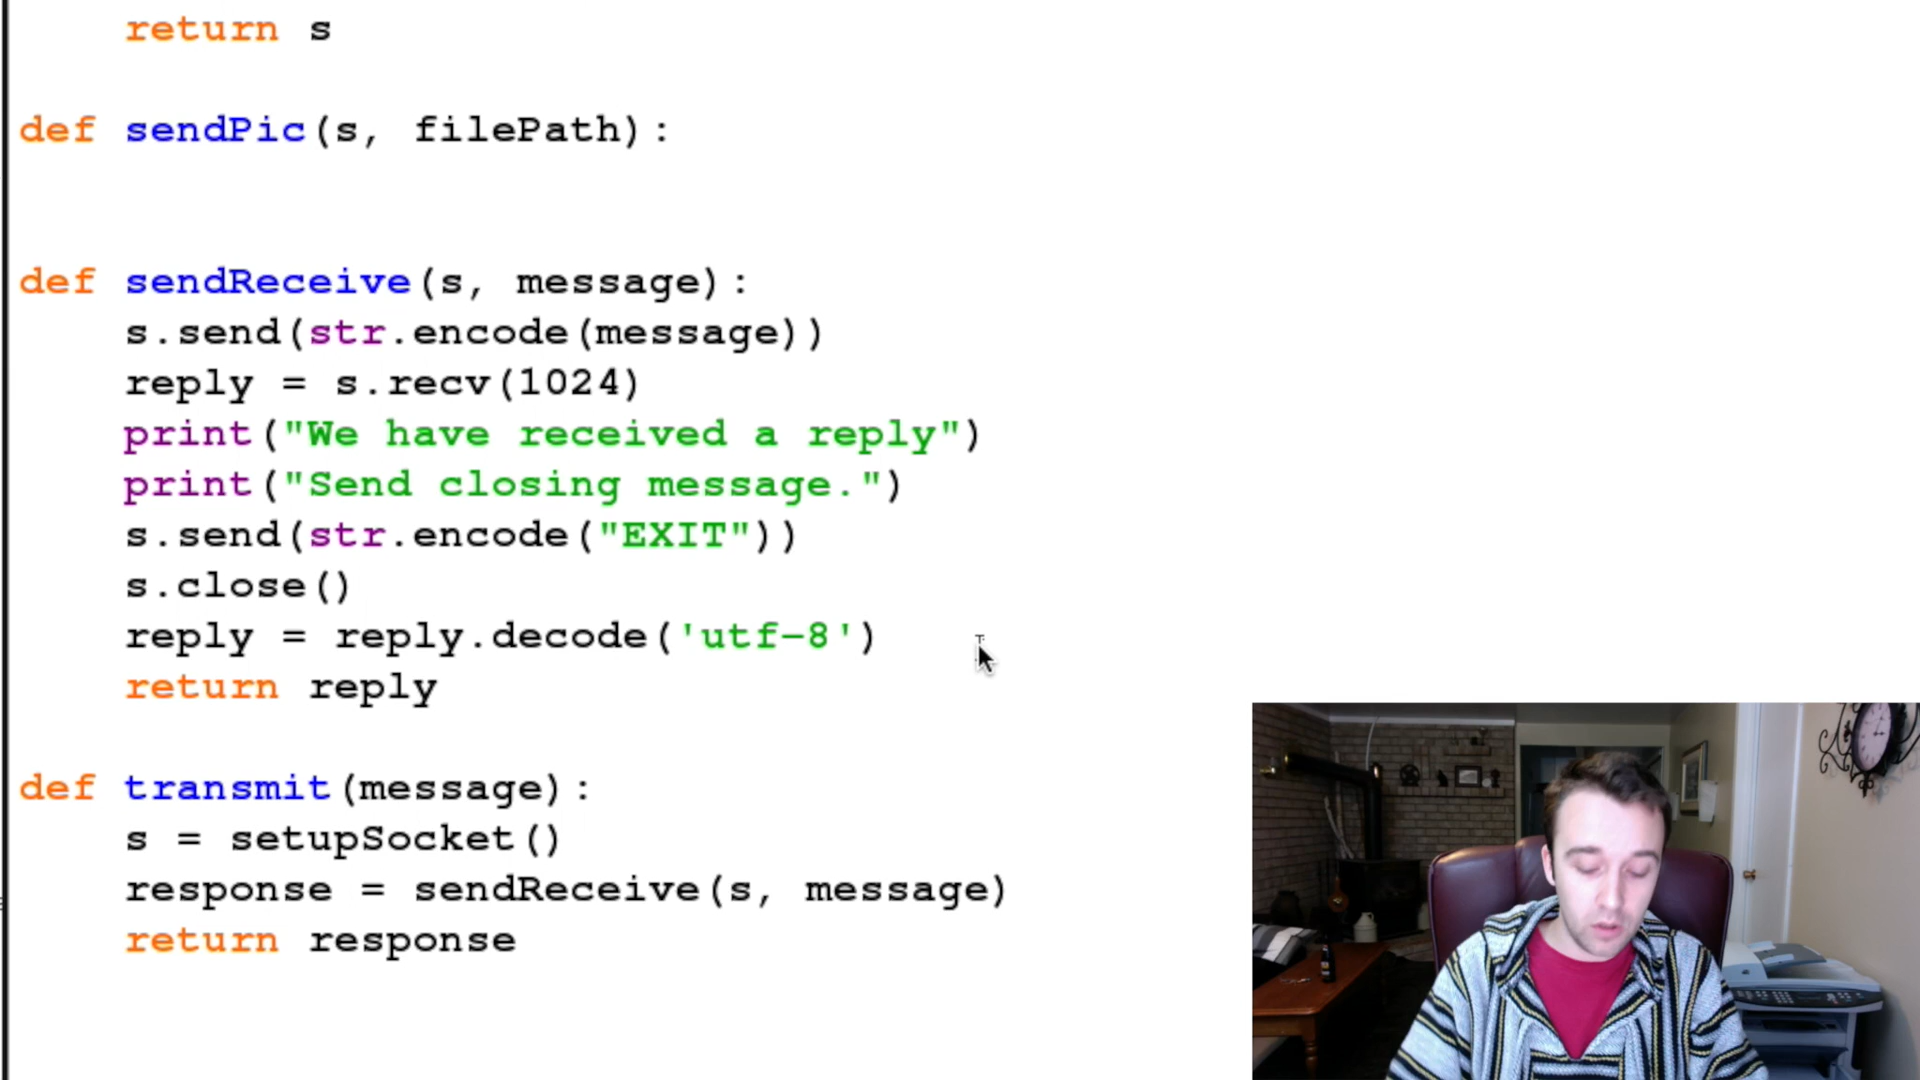 return s
def sendPic(s, filePath):
def sendReceive(s, message):
s.send(str.encode(message))
reply = s.recv(1024)
print("We have received a reply")
print("Send closing message.")
s.send(str.encode("EXIT"))
s.close()
reply = reply.decode('utf-8')
return reply
def transmit(message):
s = setupSocket()
response = sendReceive(s, message)
return response